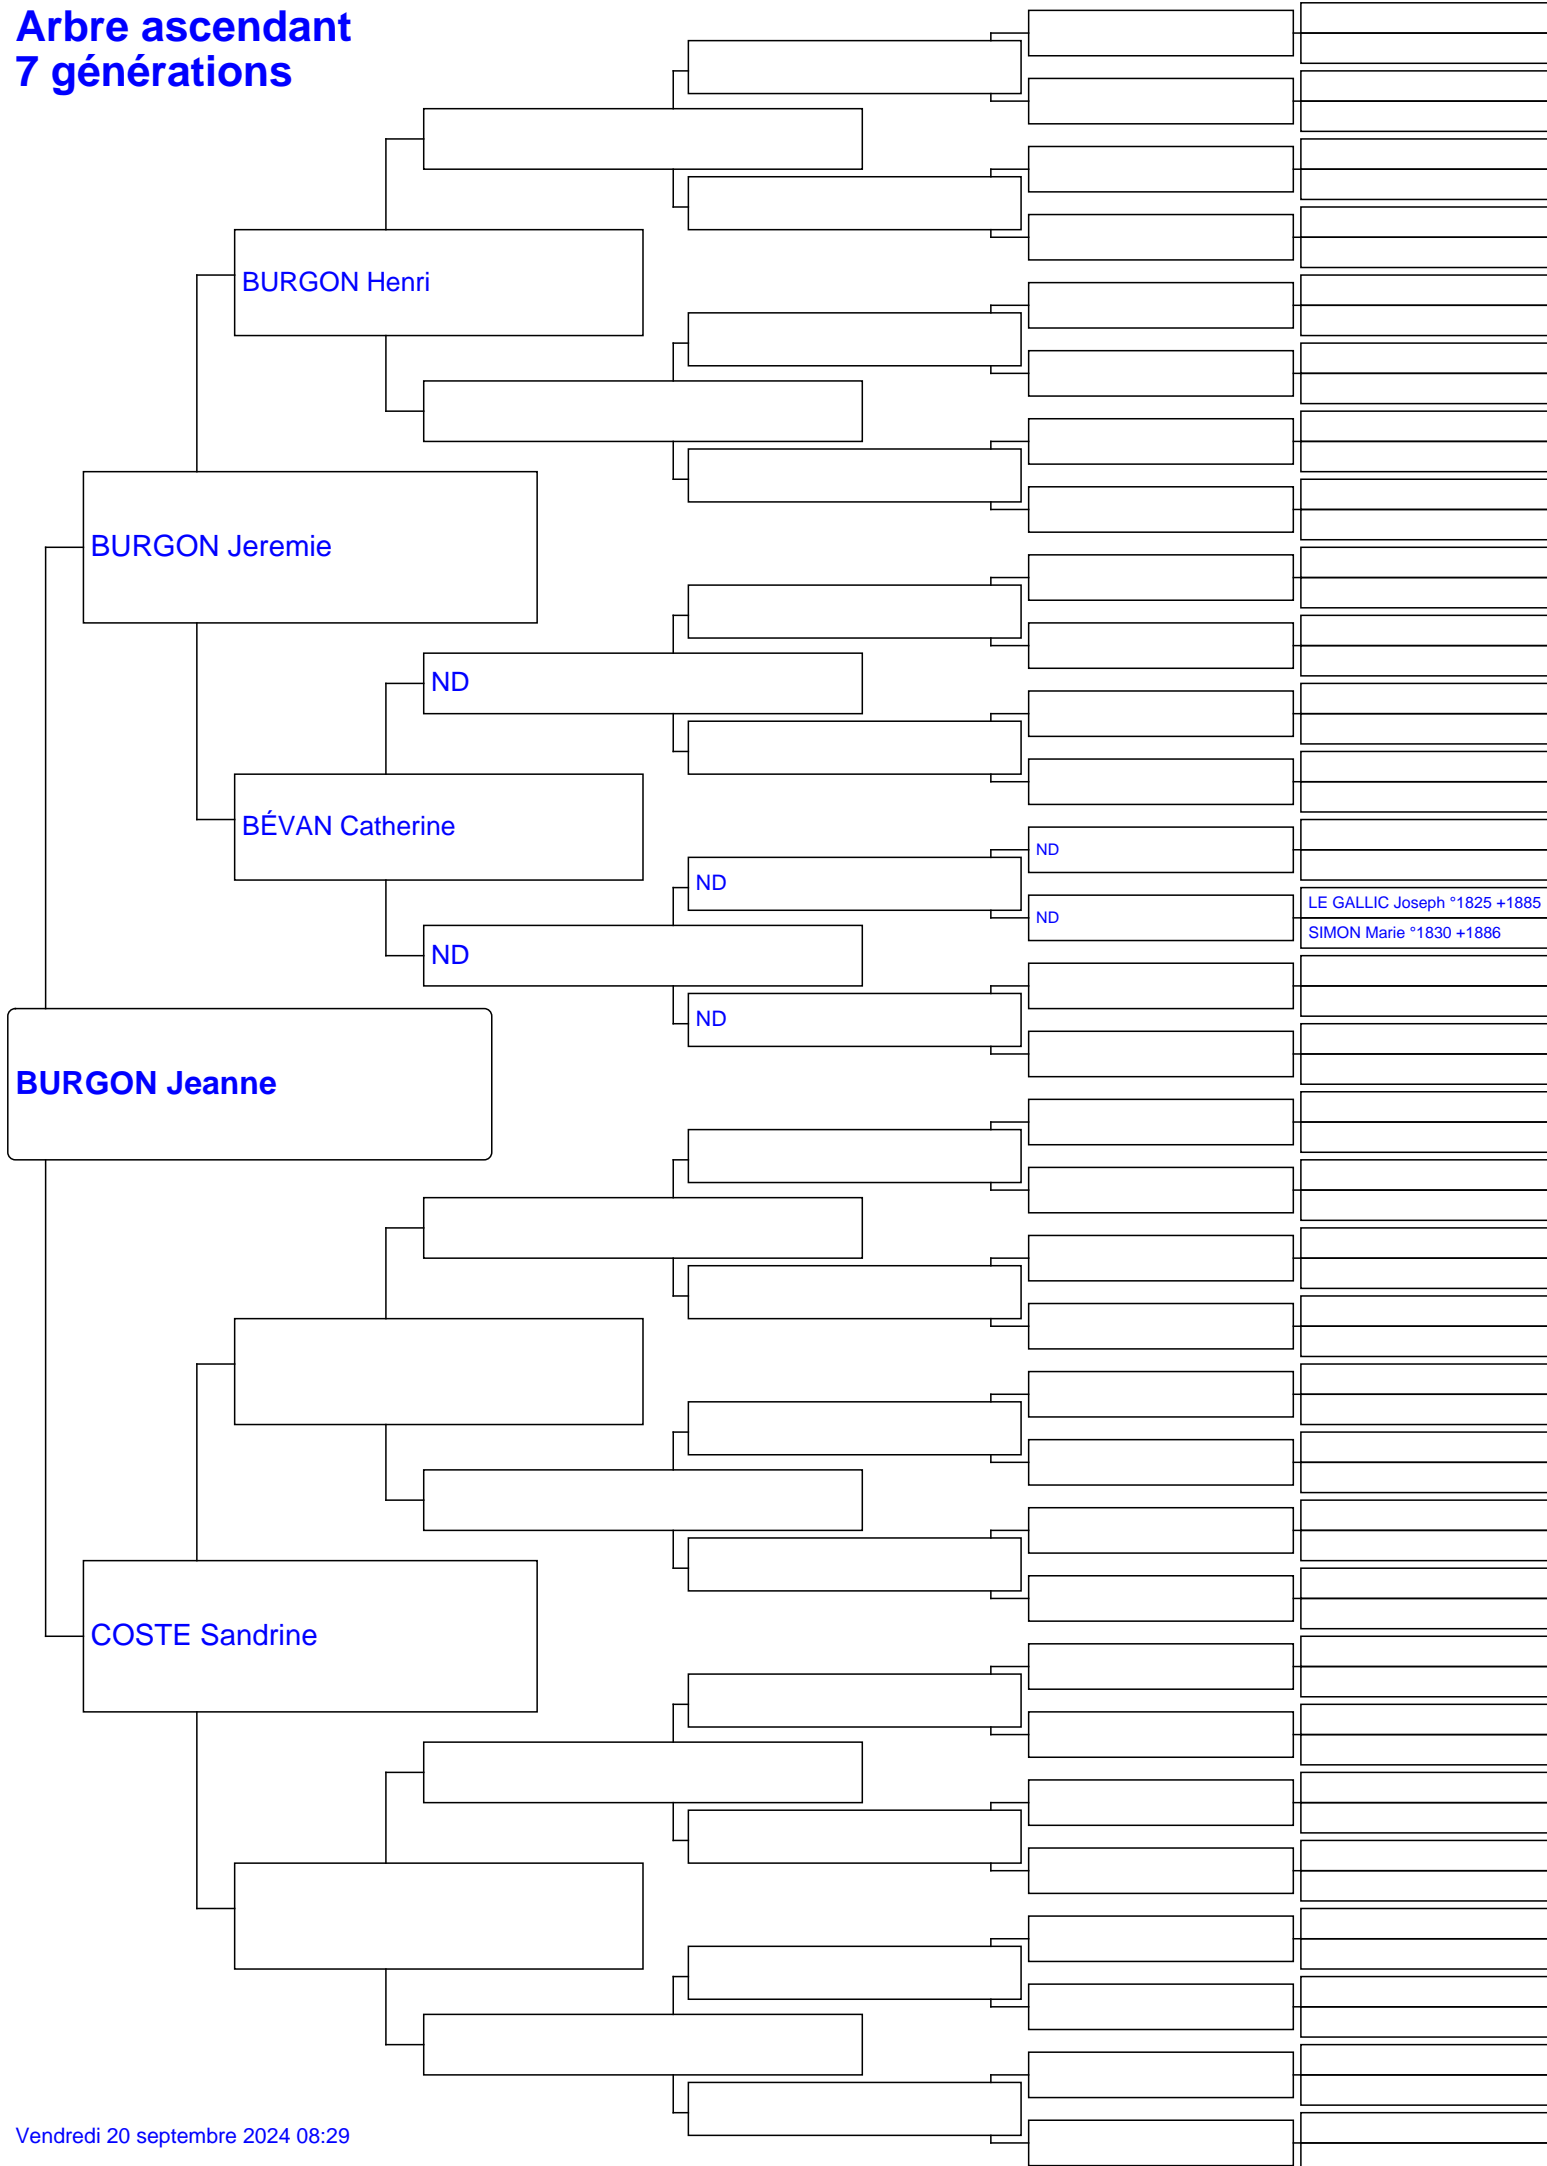 Arbre ascendant
7 générations
BURGON Henri
BURGON Jeremie
ND
BÉVAN Catherine
ND
ND
ND
LE GALLIC Joseph °1825 +1885
SIMON Marie °1830 +1886
ND
ND
BURGON Jeanne
COSTE Sandrine
Vendredi 20 septembre 2024 08:29